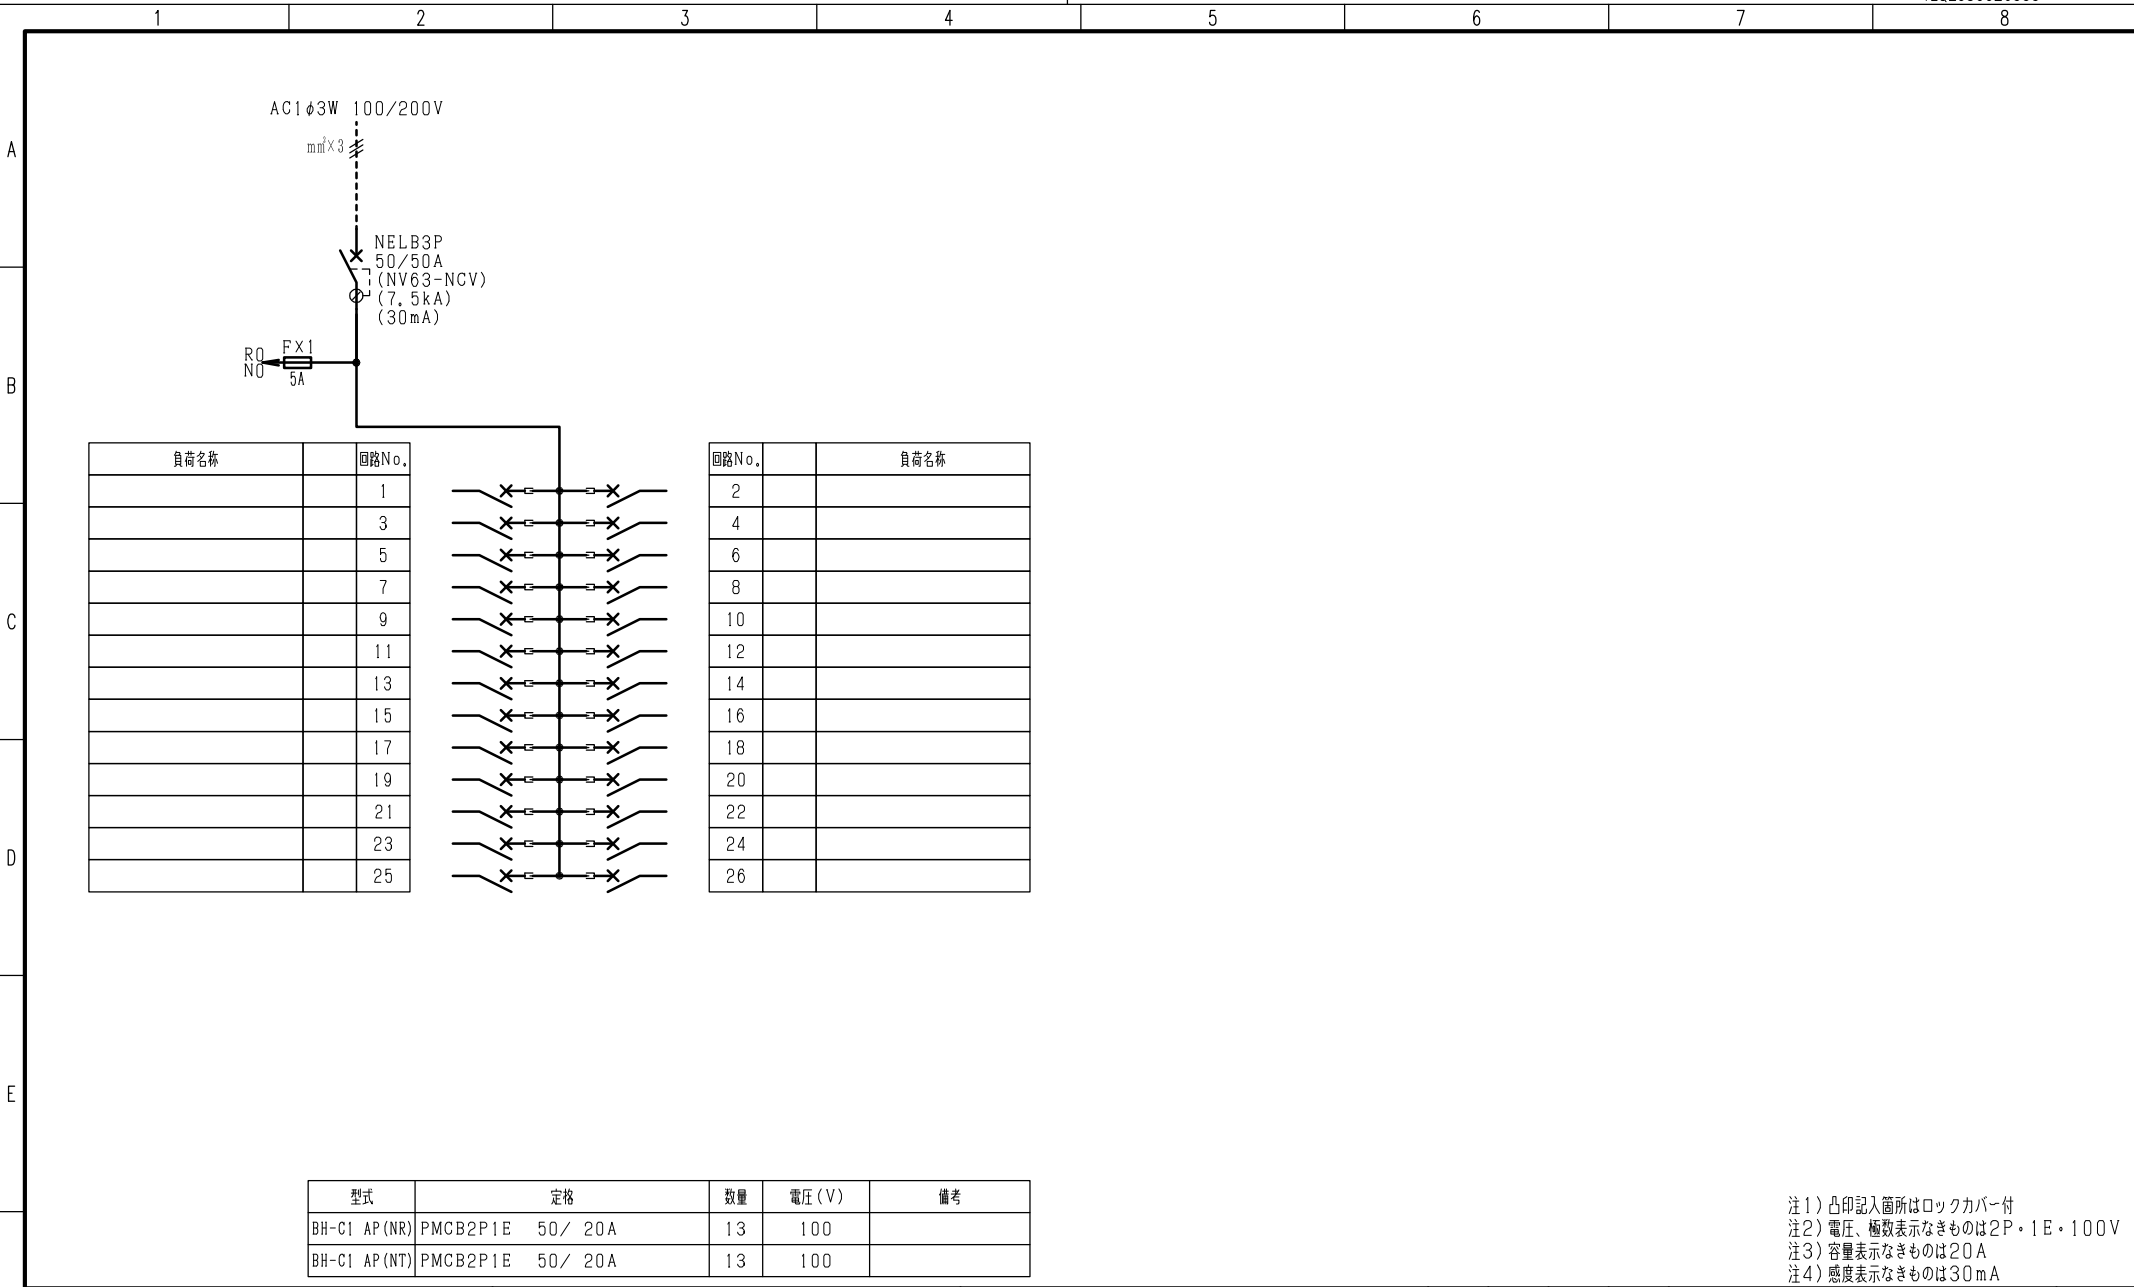 1 2 3 4 5 6 7 8
A
B
C
D
E
AC1φ3W 100/200V
mm²×3
NELB3P
50/50A
(NV63-NCV)
(7.5kA)
(30mA)
R0
N0
F×1
5A
負荷名称 回路No. 回路No. 負荷名称
1 2
3 4
5 6
7 8
9 10
11 12
13 14
15 16
17 18
19 20
21 22
23 24
25 26
型式 定格 数量 電圧(V) 備考
BH-C1 AP(NR) PMCB2P1E 50/ 20A 13 100
BH-C1 AP(NT) PMCB2P1E 50/ 20A 13 100
注1)凸印記入箇所はロックカバー付
注2)電圧、極数表示なきものは2P・1E・100V
注3)容量表示なきものは20A
注4)感度表示なきものは30mA